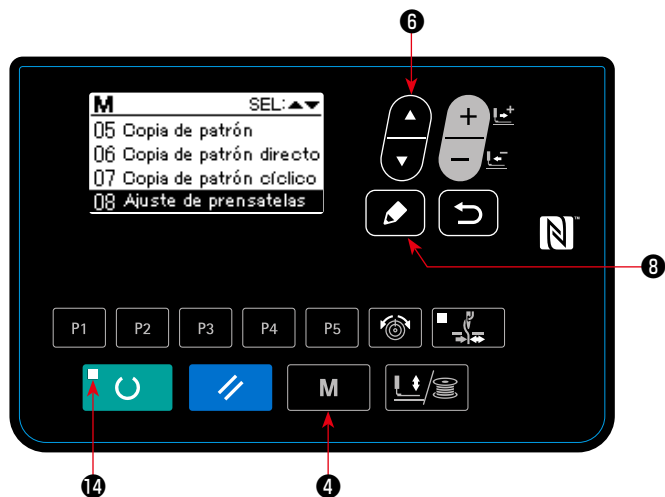 ❻
M SEL:▲▼
05 Copia de patrón
06 Copia de patrón directo
07 Copia de patrón cíclico
08 Ajuste de prensatelas
❽
P1 P2 P3 P4 P5
M
⓮ ❹